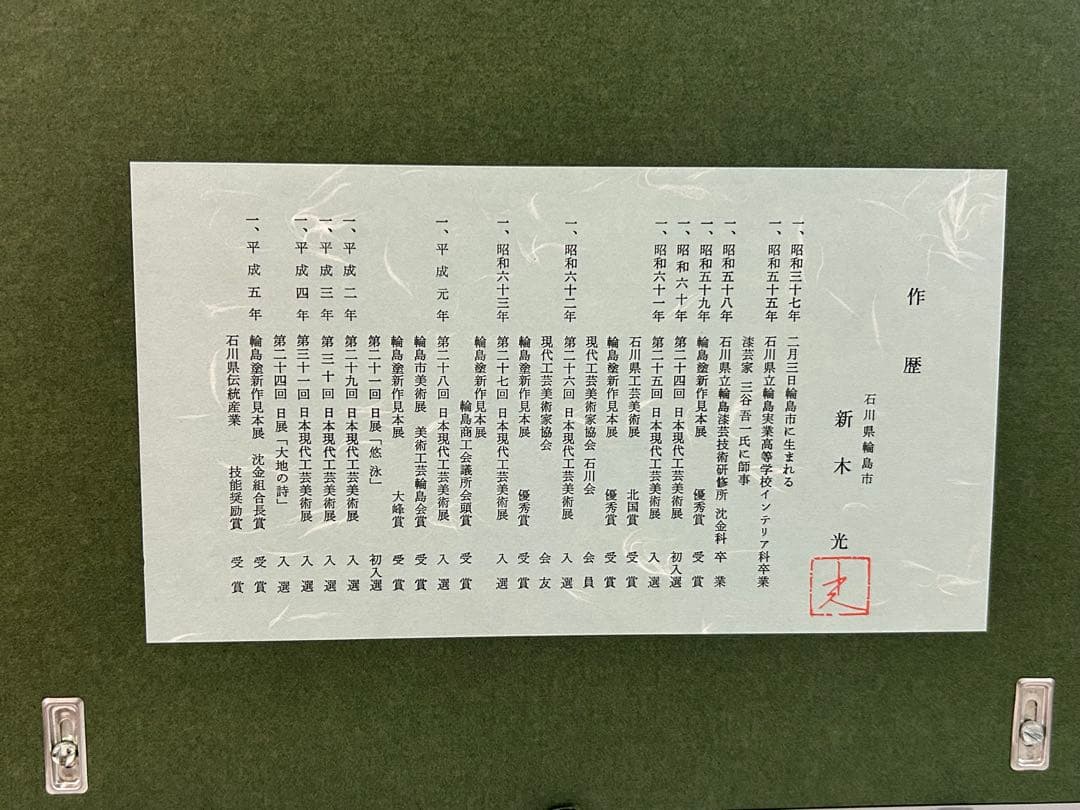 作歴
石川県輪島市
新木 光
光
一、昭和三十七年 二月三日輪島市に生まれる
一、昭和五十五年 石川県立輪島実業高等学校インテリア科卒業
漆芸家 三谷吾一氏に師事
一、昭和五十八年 石川県立輪島漆芸技術研修所 沈金科 卒業
一、昭和五十九年 輪島塗新作見本展 優秀賞 受賞
一、昭和六十年 第二十四回 日本現代工芸美術展 初入選
一、昭和六十一年 第二十五回 日本現代工芸美術展 入選
石川県工芸美術展 北国賞 受賞
輪島塗新作見本展 優秀賞 受賞
現代工芸美術家協会 石川会 会員
一、昭和六十二年 第二十六回 日本現代工芸美術展 入選
現代工芸美術家協会 会友
輪島塗新作見本展 優秀賞 受賞
一、昭和六十三年 第二十七回 日本現代工芸美術展 入選
輪島塗新作見本展
輪島商工会議所会頭賞 受賞
一、平成元年 第二十八回 日本現代工芸美術展 入選
輪島市美術展 美術工芸輪島会賞 受賞
輪島塗新作見本展 大峰賞 受賞
第二十一回 日展「悠泳」 初入選
一、平成二年 第二十九回 日本現代工芸美術展 入選
一、平成三年 第三十回 日本現代工芸美術展 入選
一、平成四年 第三十一回 日本現代工芸美術展 入選
第二十四回 日展「大地の詩」 入選
一、平成五年 輪島塗新作見本展 沈金組合長賞 受賞
石川県伝統産業 技能奨励賞 受賞